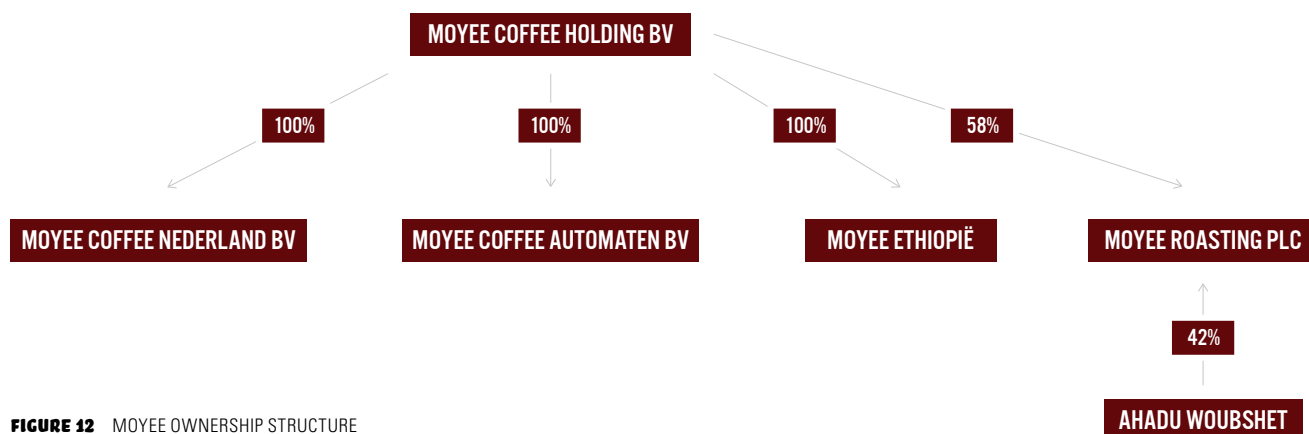 MOYEE COFFEE HOLDING BV
100%
100%
100%
58%
MOYEE COFFEE NEDERLAND BV
MOYEE COFFEE AUTOMATEN BV
MOYEE ETHIOPIË
MOYEE ROASTING PLC
42%
AHADU WOUBSHET
FIGURE 12 MOYEE OWNERSHIP STRUCTURE